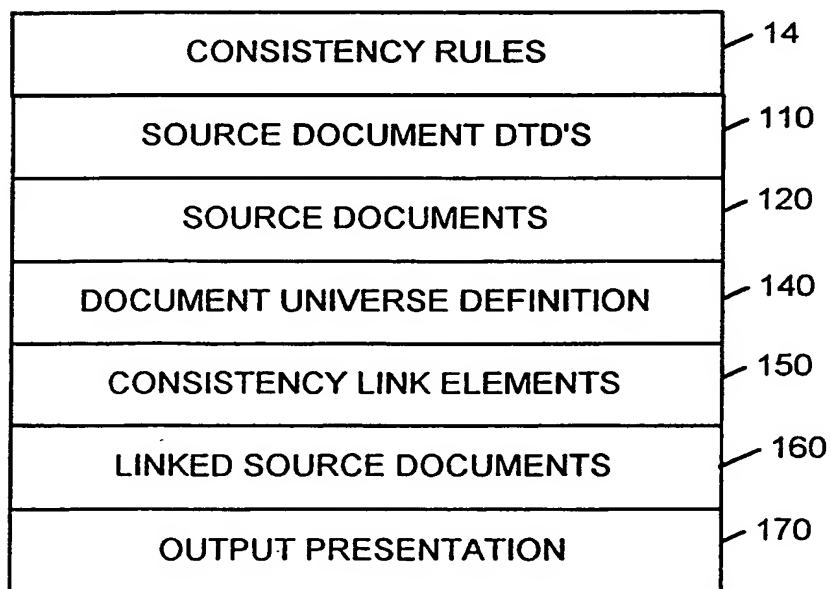 CONSISTENCY RULES 14
SOURCE DOCUMENT DTD'S 110
SOURCE DOCUMENTS 120
DOCUMENT UNIVERSE DEFINITION 140
CONSISTENCY LINK ELEMENTS 150
LINKED SOURCE DOCUMENTS 160
OUTPUT PRESENTATION 170